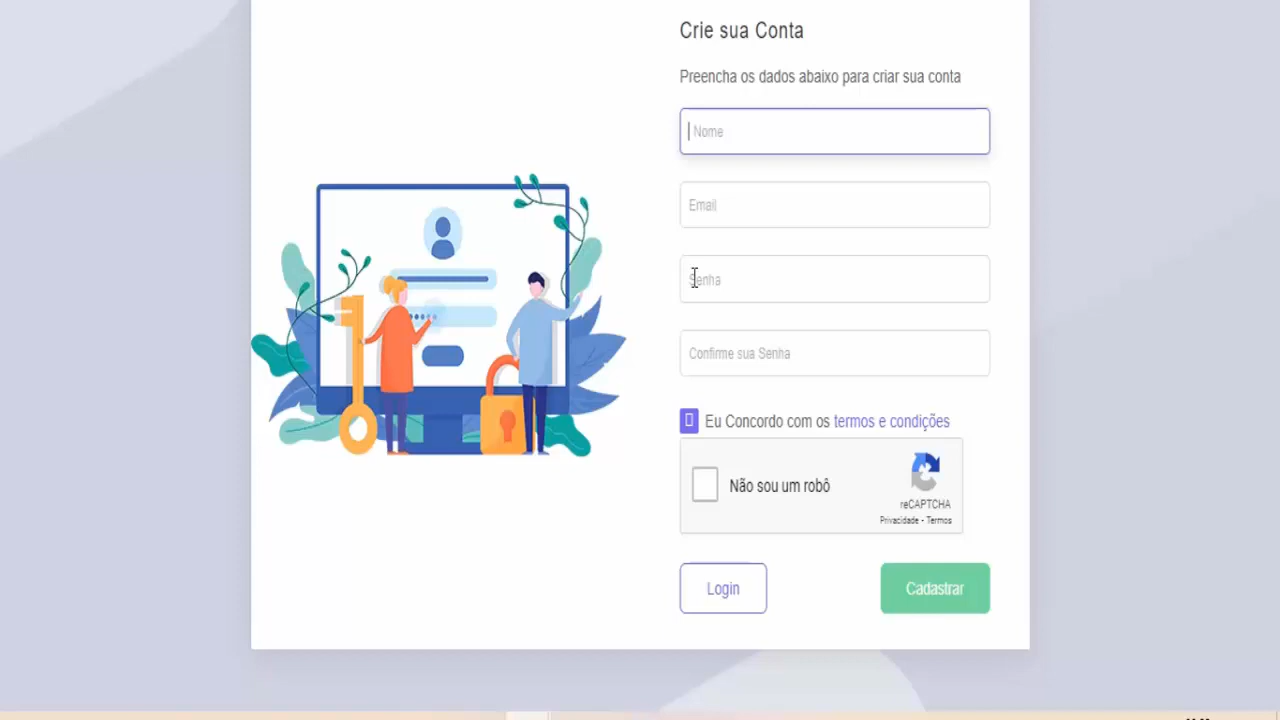 Crie sua Conta
Preencha os dados abaixo para criar sua conta
Nome
Email
Senha
Confirme sua Senha
Eu Concordo com os termos e condições
Não sou um robô
reCAPTCHA
Privacidade - Termos
Login
Cadastrar